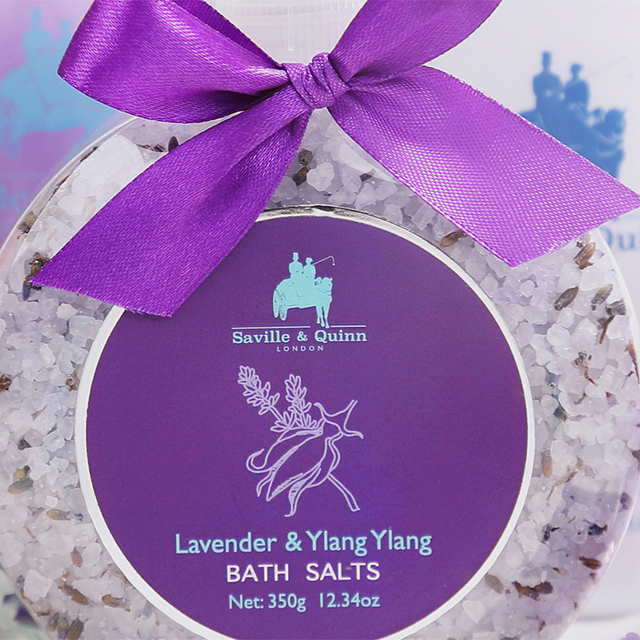 Saville & Quinn
LONDON
Lavender & Ylang Ylang
BATH SALTS
Net: 350g 12.34oz